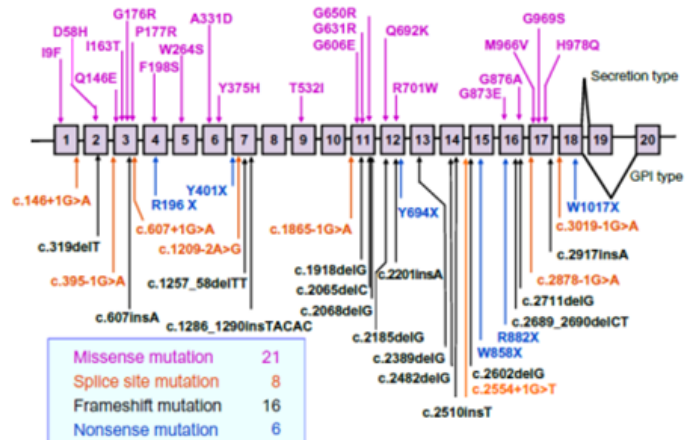 G650R
G969S
G176R
A331D
G631R
Q692K
D58H
P177R
G606E
M966V
H978Q
I9F
I163T
W264S
Q146E
F198S
Y375H
T532I
R701W
G876A
G873E
Secretion type
1 2 3 4 5 6 7 8 9 10 11 12 13 14 15 16 17 18 19 20
GPI type
c.146+1G>A
R196 X
Y401X
Y694X
W1017X
c.607+1G>A
c.1865-1G>A
c.3019-1G>A
c.319delT
c.1209-2A>G
c.2917insA
c.395-1G>A
c.1257_58delTT
c.1918delG
c.2201insA
c.2878-1G>A
c.2065delC
c.2711delG
c.607insA
c.1286_1290insTACAC
c.2068delG
c.2689_2690delCT
c.2185delG
R882X
c.2389delG
W858X
c.2482delG
c.2602delG
c.2554+1G>T
c.2510insT
Missense mutation 21
Splice site mutation 8
Frameshift mutation 16
Nonsense mutation 6